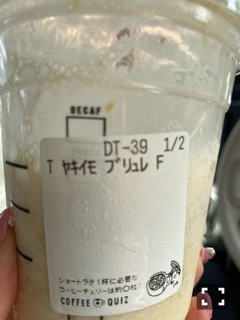 DECAF
DT-39 1/2
T ヤキイモ ブリュレ F
ショートラテ1杯に必要な
コーヒーチェリーは約〇粒!
COFFEE QUIZ